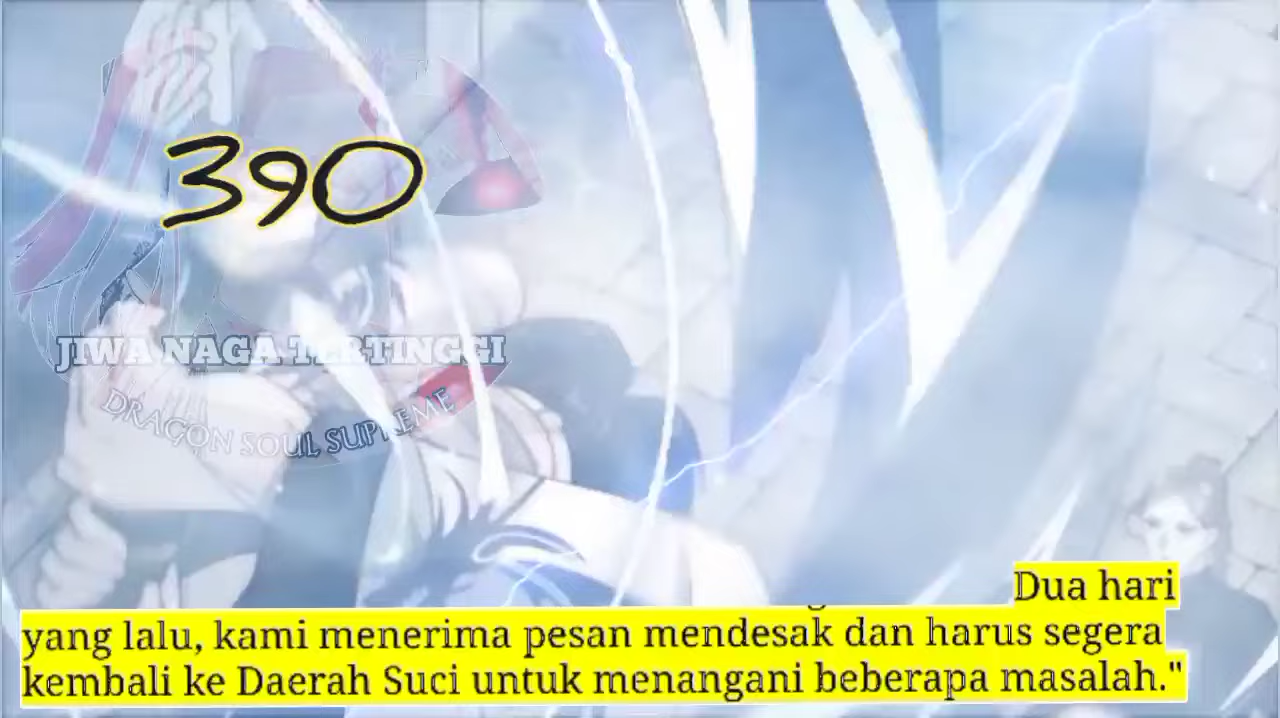 390
JIWA NAGA TERTINGGI
DRAGON SOUL SUPREME
Dua hari
yang lalu, kami menerima pesan mendesak dan harus segera
kembali ke Daerah Suci untuk menangani beberapa masalah."